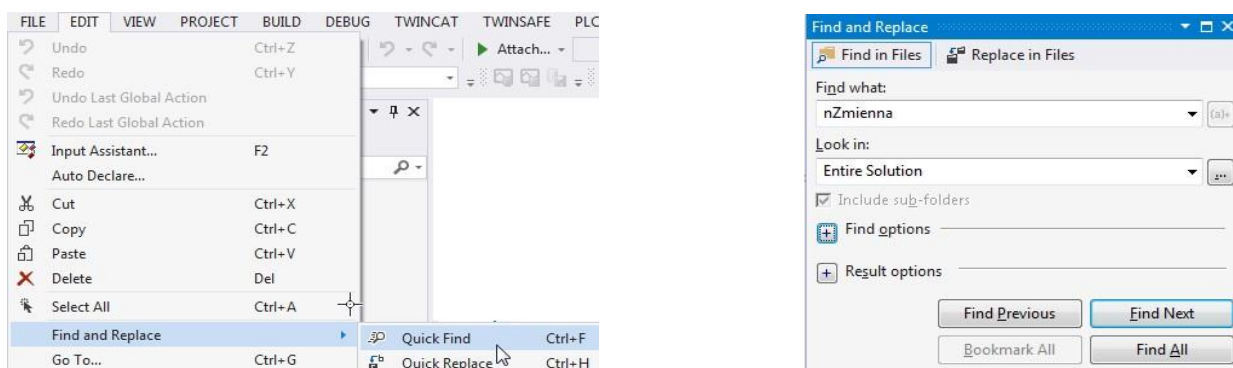 FILE EDIT VIEW PROJECT BUILD DEBUG TWINCAT TWINSAFE PLC
Undo Ctrl+Z
Attach...
Redo Ctrl+Y
Undo Last Global Action
Redo Last Global Action
Input Assistant... F2
Auto Declare...
Cut Ctrl+X
Copy Ctrl+C
Paste Ctrl+V
Delete Del
Select All Ctrl+A
Find and Replace
Quick Find Ctrl+F
Go To... Ctrl+G
Quick Replace Ctrl+H
Find and Replace
Find in Files Replace in Files
Find what:
nZmienna
(a)+
Look in:
Entire Solution
...
Include sub-folders
Find options
Result options
Find Previous Find Next
Bookmark All Find All